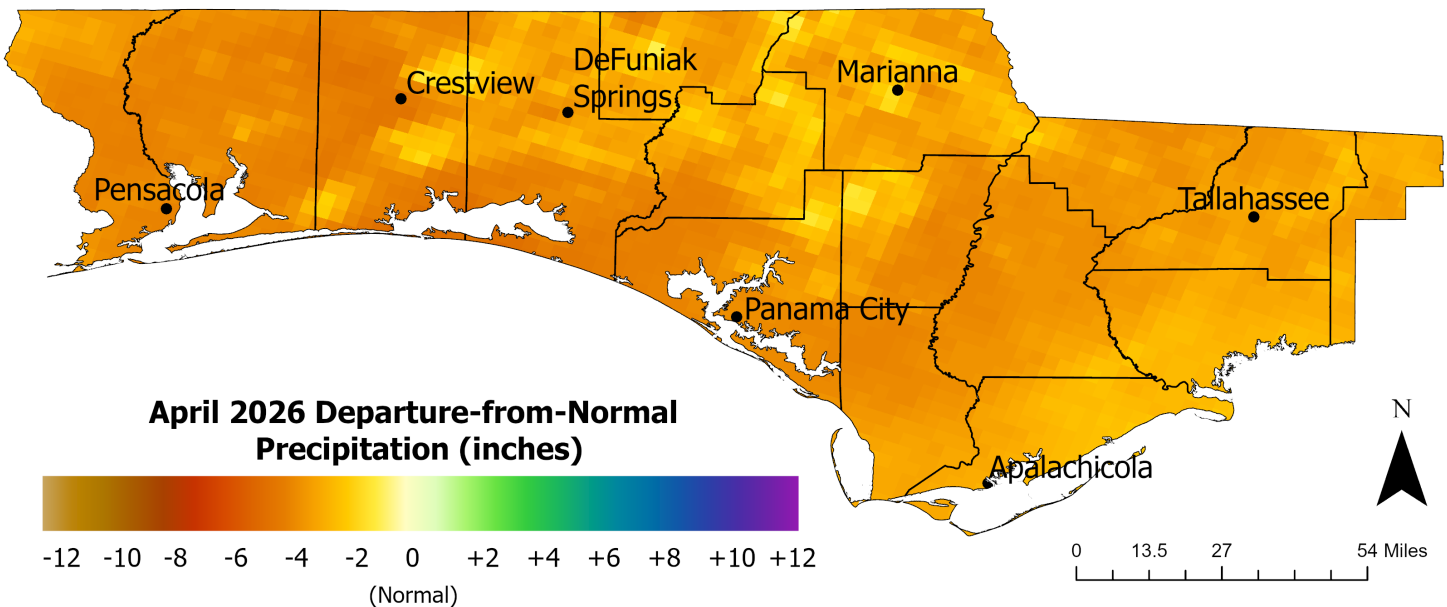 DeFuniak
Springs
Crestview
Marianna
Pensacola
Tallahassee
Panama City
Apalachicola
April 2026 Departure-from-Normal
Precipitation (inches)
-12 -10 -8 -6 -4 -2 0 +2 +4 +6 +8 +10 +12
(Normal)
N
0 13.5 27 54 Miles